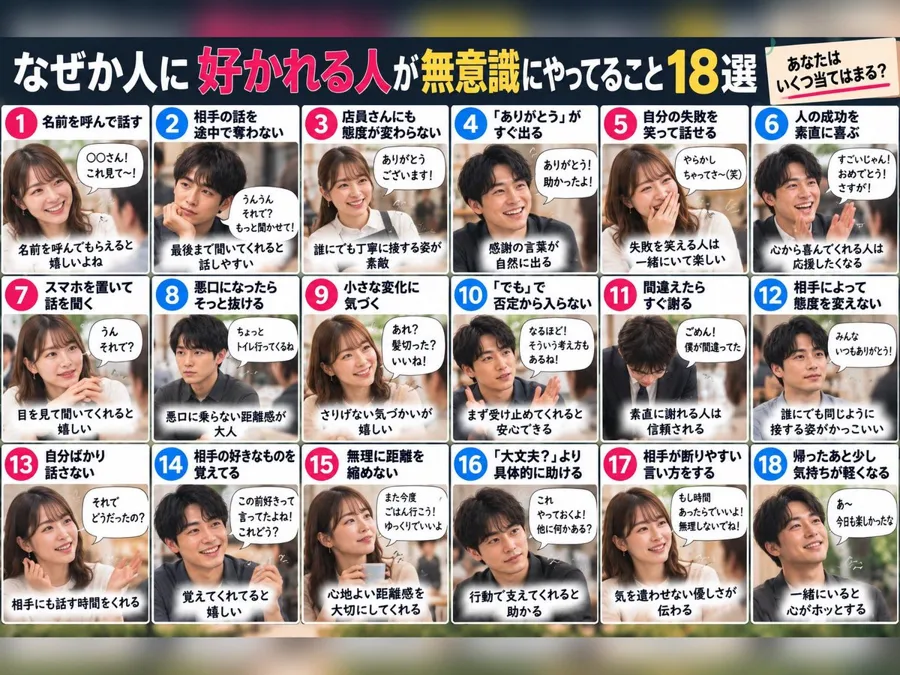 なぜか人に好かれる人が無意識にやってること18選
あなたは
いくつ当てはまる?
1 名前を呼んで話す
〇〇さん!
これ見て〜!
名前を呼んでもらえると
嬉しいよね
2 相手の話を
途中で奪わない
うんうん
それで?
もっと聞かせて!
最後まで聞いてくれると
話しやすい
3 店員さんにも
態度が変わらない
ありがとう
ございます!
誰にでも丁寧に接する姿が
素敵
4 「ありがとう」が
すぐ出る
ありがとう!
助かったよ!
感謝の言葉が
自然に出る
5 自分の失敗を
笑って話せる
やらかし
ちゃってさ〜(笑)
失敗を笑える人は
一緒にいて楽しい
6 人の成功を
素直に喜ぶ
すごいじゃん!
おめでとう!
さすが!
心から喜んでくれる人は
応援したくなる
7 スマホを置いて
話を聞く
うん
それで?
目を見て聞いてくれると
嬉しい
8 悪口になったら
そっと抜ける
ちょっと
トイレ行ってくるね
悪口に乗らない距離感が
大人
9 小さな変化に
気づく
あれ?
髪切った?
いいね!
さりげない気づかいが
嬉しい
10 「でも」で
否定から入らない
なるほど!
そういう考え方も
あるね!
まず受け止めてくれると
安心できる
11 間違えたら
すぐ謝る
ごめん!
僕が間違ってた
素直に謝れる人は
信頼される
12 相手によって
態度を変えない
みんな
いつもありがとう!
誰にでも同じように
接する姿がかっこいい
13 自分ばかり
話さない
それで
どうだったの?
相手にも話す時間をくれる
14 相手の好きなものを
覚えてる
この前好きって
言ってたよね!
これどう?
覚えてくれてると
嬉しい
15 無理に距離を
縮めない
また今度
ごはん行こう!
ゆっくりでいいよ
心地よい距離感を
大切にしてくれる
16 「大丈夫?」より
具体的に助ける
これ
やっておくよ!
他に何かある?
行動で支えてくれると
助かる
17 相手が断りやすい
言い方をする
もし時間
あったらでいいよ!
無理しないでね!
気を遣わせない優しさが
伝わる
18 帰ったあと少し
気持ちが軽くなる
あ〜
今日も楽しかったな
一緒にいると
心がホッとする